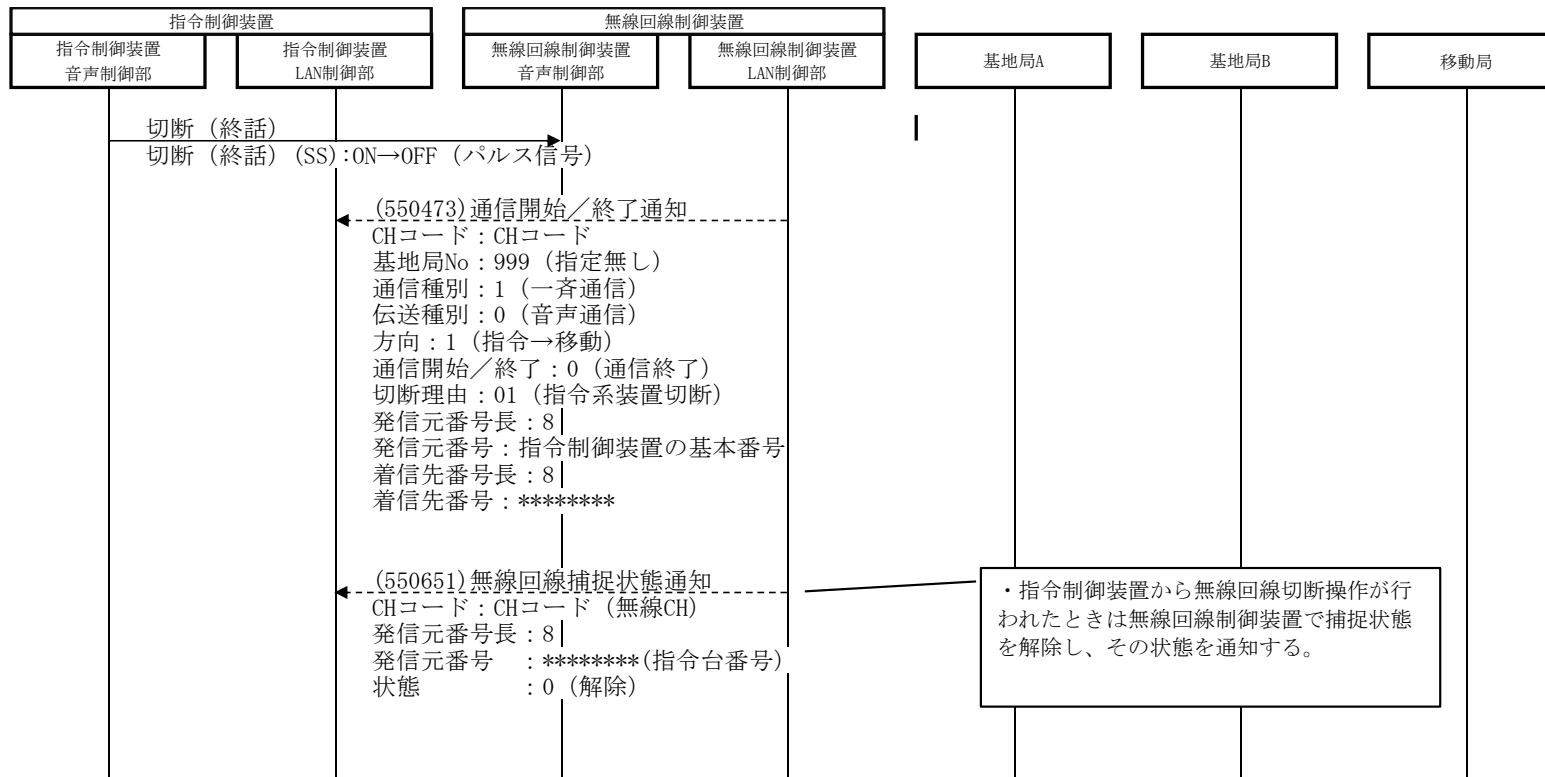 指令制御装置
無線回線制御装置
指令制御装置
音声制御部
指令制御装置
LAN制御部
無線回線制御装置
音声制御部
無線回線制御装置
LAN制御部
基地局A
基地局B
移動局
切断（終話）
切断（終話）(SS):ON→OFF（パルス信号）
(550473)通信開始／終了通知
CHコード：CHコード
基地局No：999（指定無し）
通信種別：1（一斉通信）
伝送種別：0（音声通信）
方向：1（指令→移動）
通信開始／終了：0（通信終了）
切断理由：01（指令系装置切断）
発信元番号長：8
発信元番号：指令制御装置の基本番号
着信先番号長：8
着信先番号：********
(550651)無線回線捕捉状態通知
CHコード：CHコード（無線CH）
発信元番号長：8
発信元番号　：********(指令台番号)
状態　　　　：0（解除）
・指令制御装置から無線回線切断操作が行
われたときは無線回線制御装置で捕捉状態
を解除し、その状態を通知する。